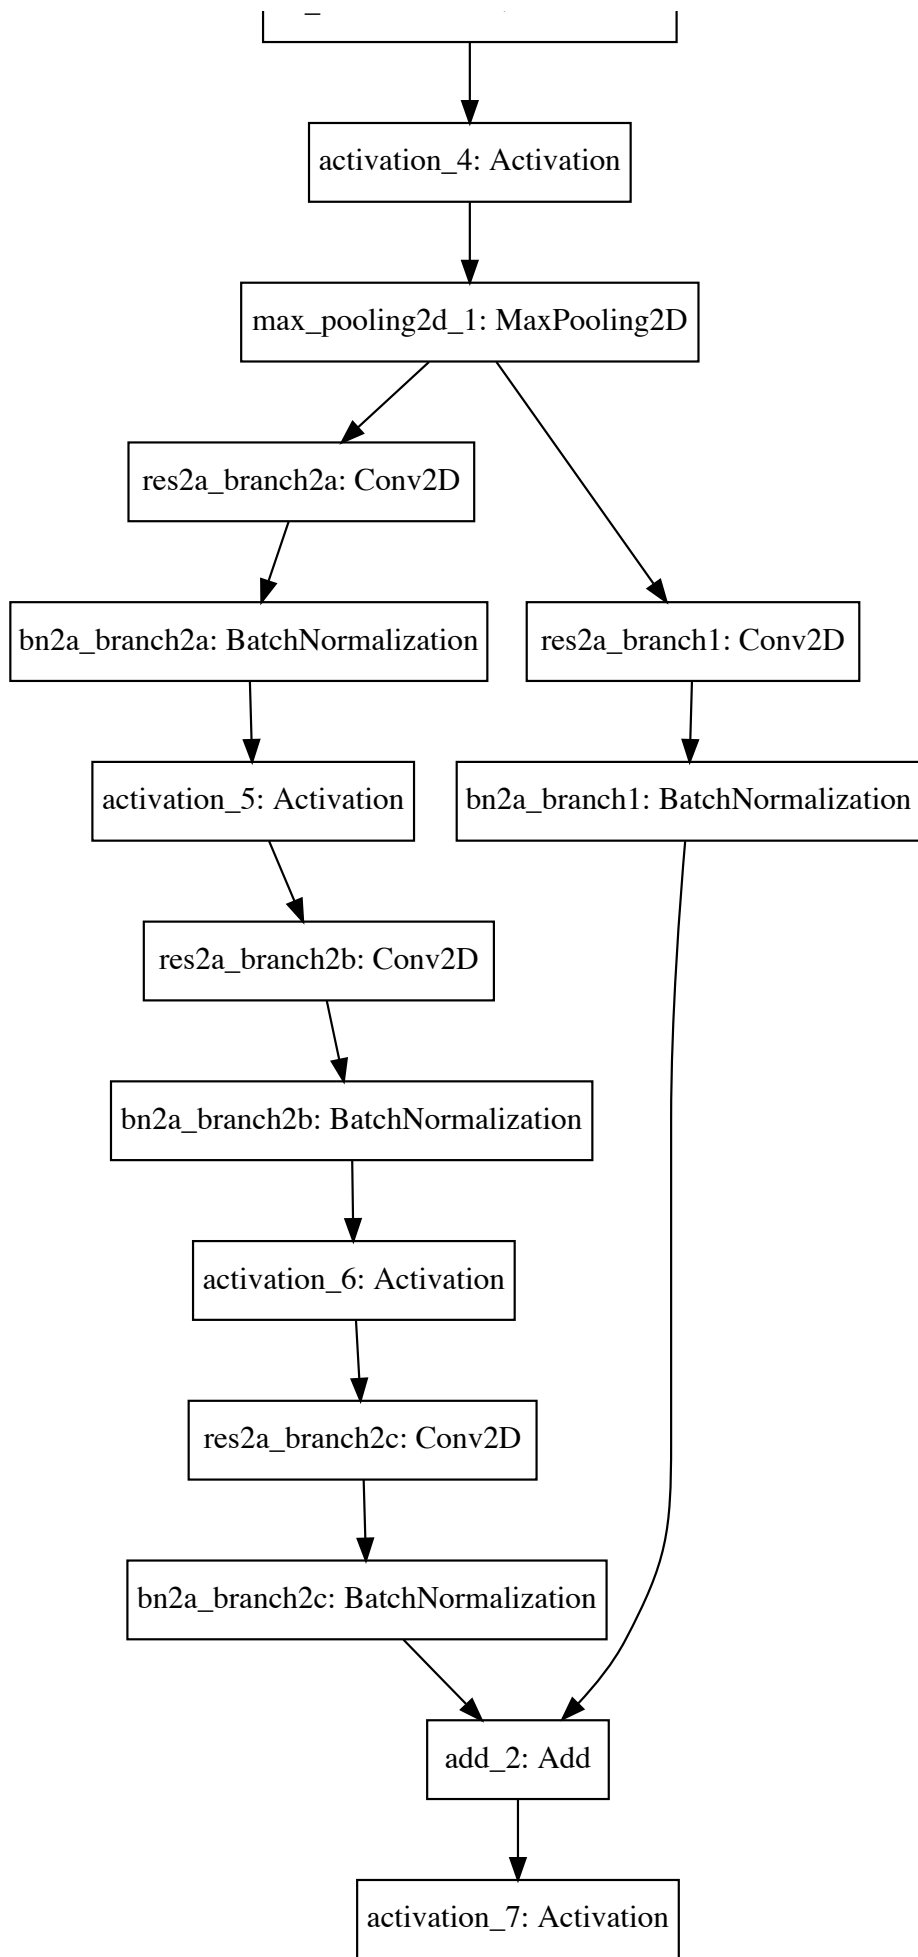 activation_4: Activation
max_pooling2d_1: MaxPooling2D
res2a_branch2a: Conv2D
bn2a_branch2a: BatchNormalization
res2a_branch1: Conv2D
activation_5: Activation
bn2a_branch1: BatchNormalization
res2a_branch2b: Conv2D
bn2a_branch2b: BatchNormalization
activation_6: Activation
res2a_branch2c: Conv2D
bn2a_branch2c: BatchNormalization
add_2: Add
activation_7: Activation